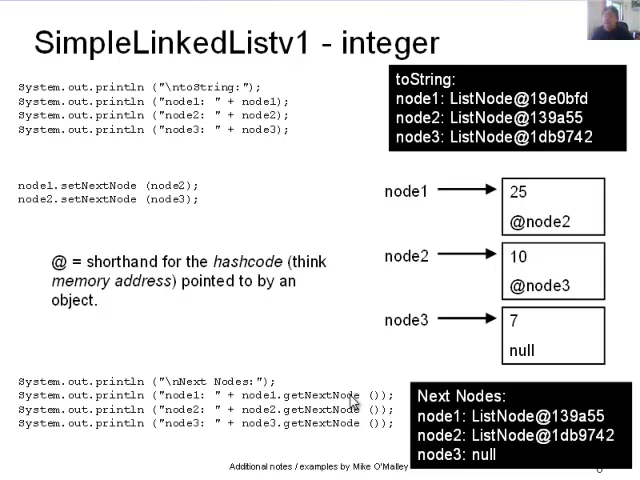 SimpleLinkedListv1 - integer
System.out.println ("\ntoString:");
System.out.println ("node1: " + node1);
System.out.println ("node2: " + node2);
System.out.println ("node3: " + node3);
toString:
node1: ListNode@19e0bfd
node2: ListNode@139a55
node3: ListNode@1db9742
node1.setNextNode (node2);
node2.setNextNode (node3);
@ = shorthand for the hashcode (think
memory address) pointed to by an
object.
node1
25
@node2
node2
10
@node3
node3
7
null
System.out.println ("\nNext Nodes:");
System.out.println ("node1: " + node1.getNextNode ());
System.out.println ("node2: " + node2.getNextNode ());
System.out.println ("node3: " + node3.getNextNode ());
Next Nodes:
node1: ListNode@139a55
node2: ListNode@1db9742
node3: null
Additional notes / examples by Mike O'Malley